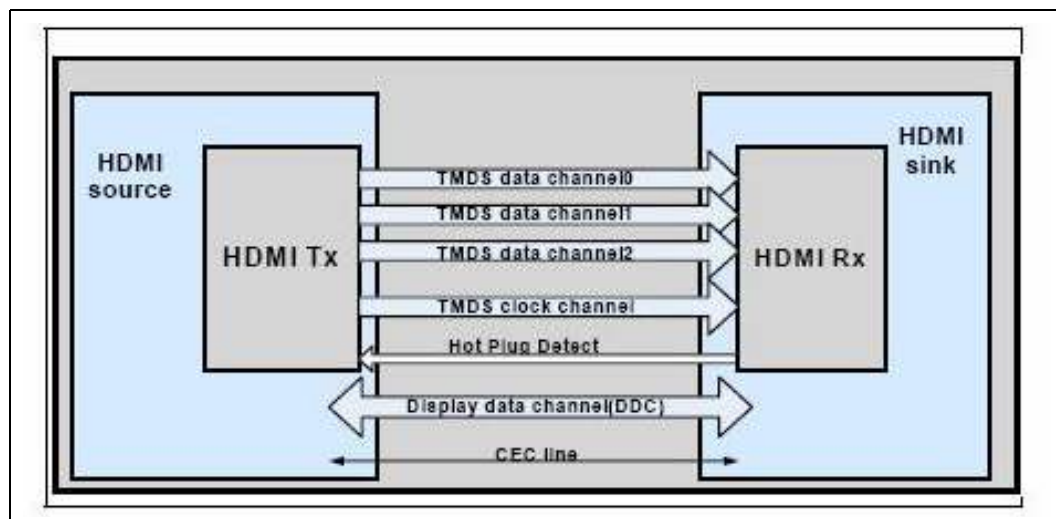 HDMI
source
HDMI Tx
TMDS data channel0
TMDS data channel1
TMDS data channel2
TMDS clock channel
Hot Plug Detect
Display data channel(DDC)
CEC line
HDMI
sink
HDMI Rx